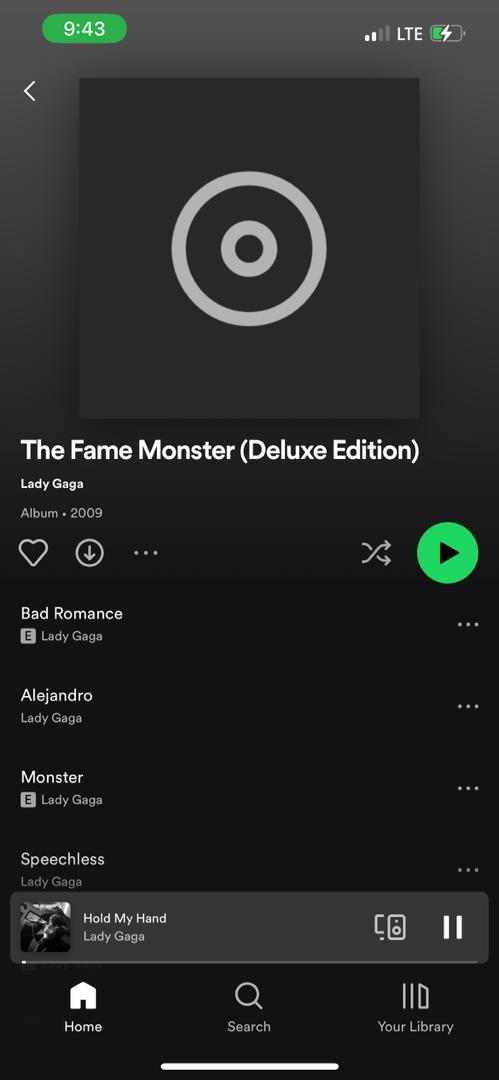 9:43
LTE
The Fame Monster (Deluxe Edition)
Lady Gaga
Album • 2009
Bad Romance
E Lady Gaga
Alejandro
Lady Gaga
Monster
E Lady Gaga
Speechless
Lady Gaga
Hold My Hand
Lady Gaga
Home
Search
Your Library